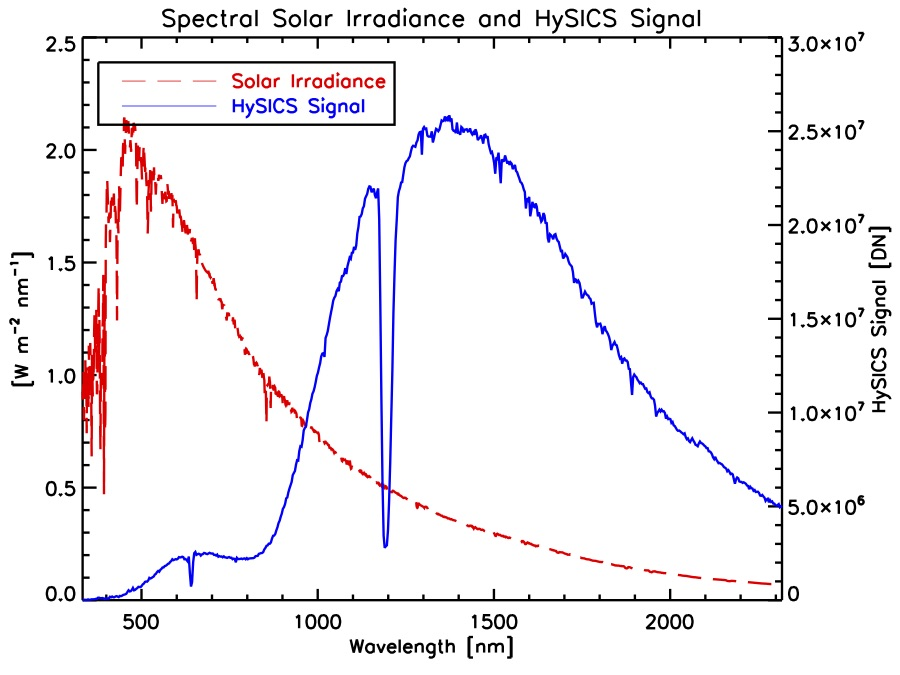 Spectral Solar Irradiance and HySICS Signal
Solar Irradiance
HySICS Signal
2.5
2.0
1.5
1.0
0.5
0.0
[W m⁻² nm⁻¹]
3.0×10⁷
2.5×10⁷
2.0×10⁷
1.5×10⁷
1.0×10⁷
5.0×10⁶
0
HySICS Signal [DN]
500 1000 1500 2000
Wavelength [nm]